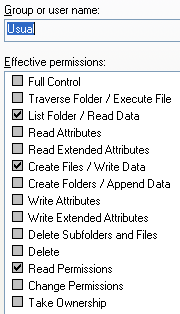 Group or user name:
Usual
Effective permissions:
Full Control
Traverse Folder / Execute File
List Folder / Read Data
Read Attributes
Read Extended Attributes
Create Files / Write Data
Create Folders / Append Data
Write Attributes
Write Extended Attributes
Delete Subfolders and Files
Delete
Read Permissions
Change Permissions
Take Ownership